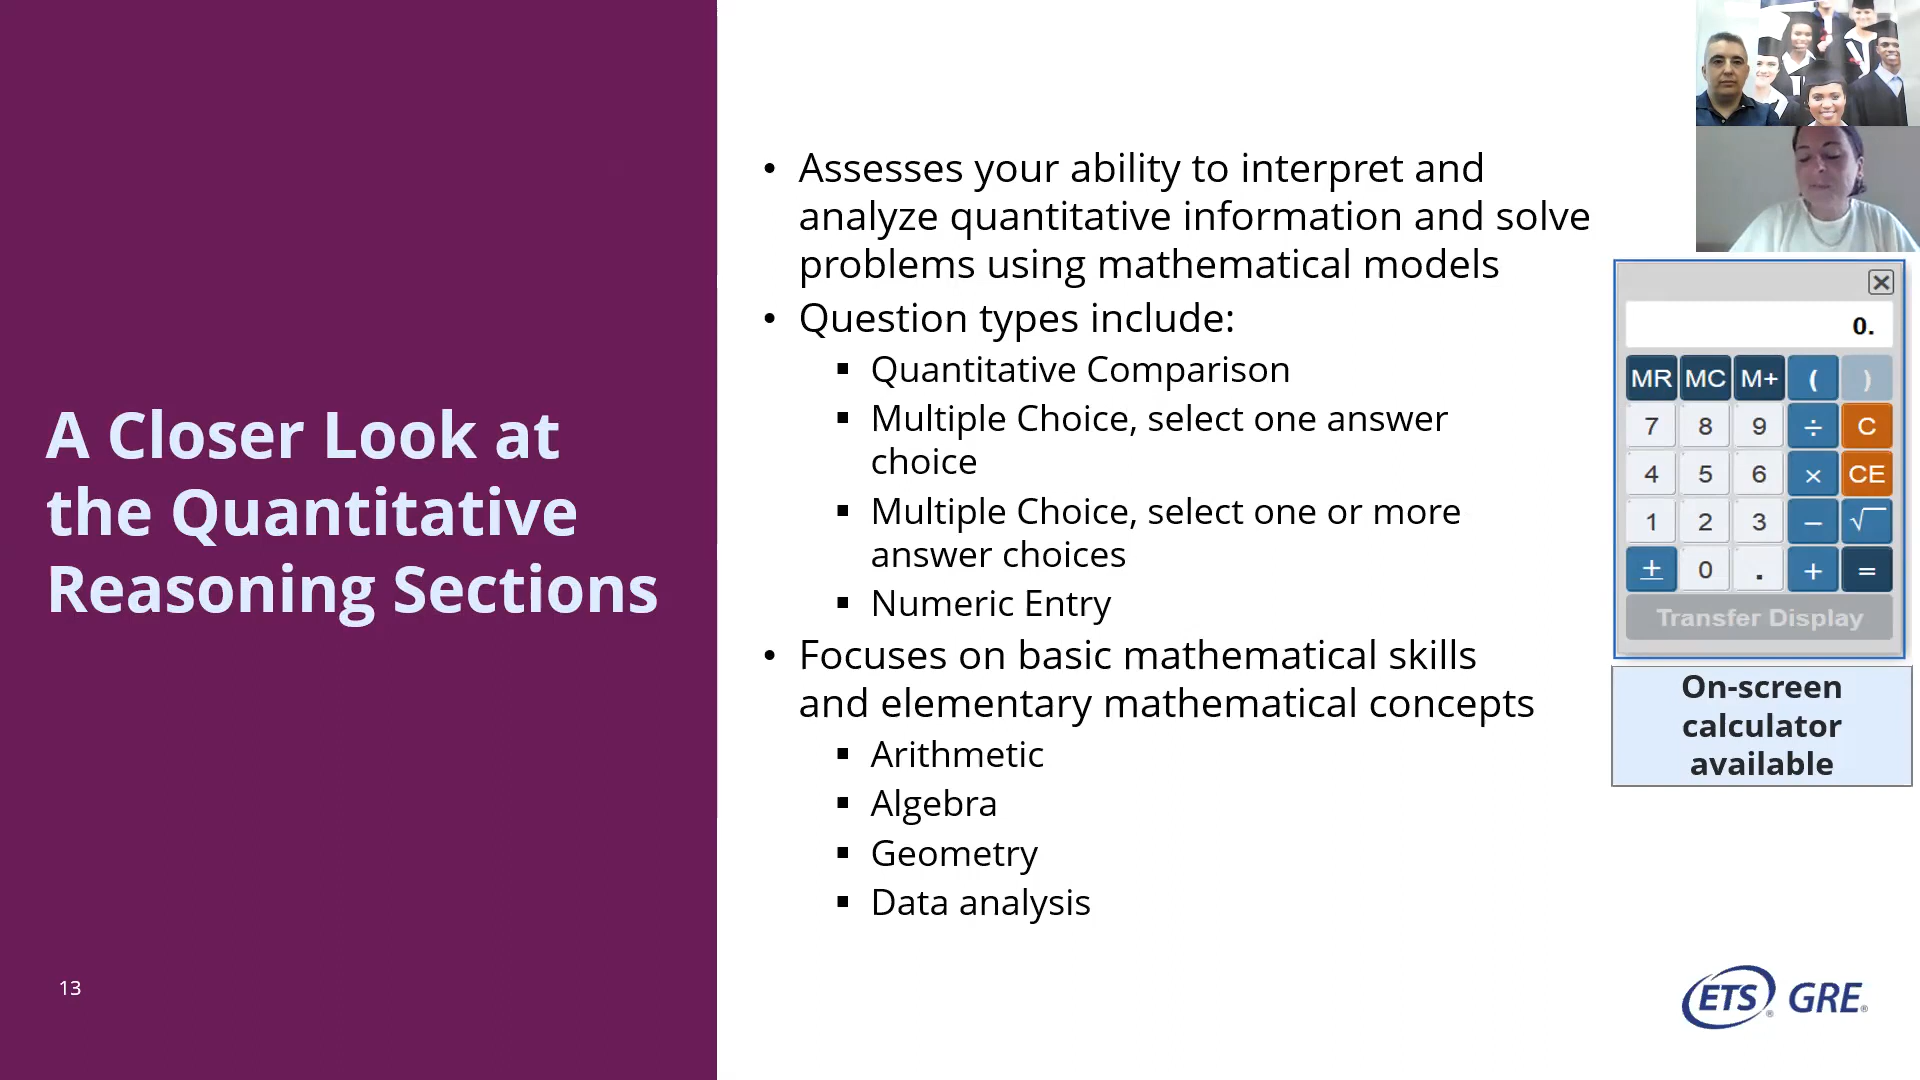 A Closer Look at
the Quantitative
Reasoning Sections
13
• Assesses your ability to interpret and
analyze quantitative information and solve
problems using mathematical models
• Question types include:
▪ Quantitative Comparison
▪ Multiple Choice, select one answer
choice
▪ Multiple Choice, select one or more
answer choices
▪ Numeric Entry
• Focuses on basic mathematical skills
and elementary mathematical concepts
▪ Arithmetic
▪ Algebra
▪ Geometry
▪ Data analysis
0.
MR MC M+ ( )
7 8 9 ÷ C
4 5 6 × CE
1 2 3 − √
± 0 . + =
Transfer Display
On-screen
calculator
available
ETS® GRE®